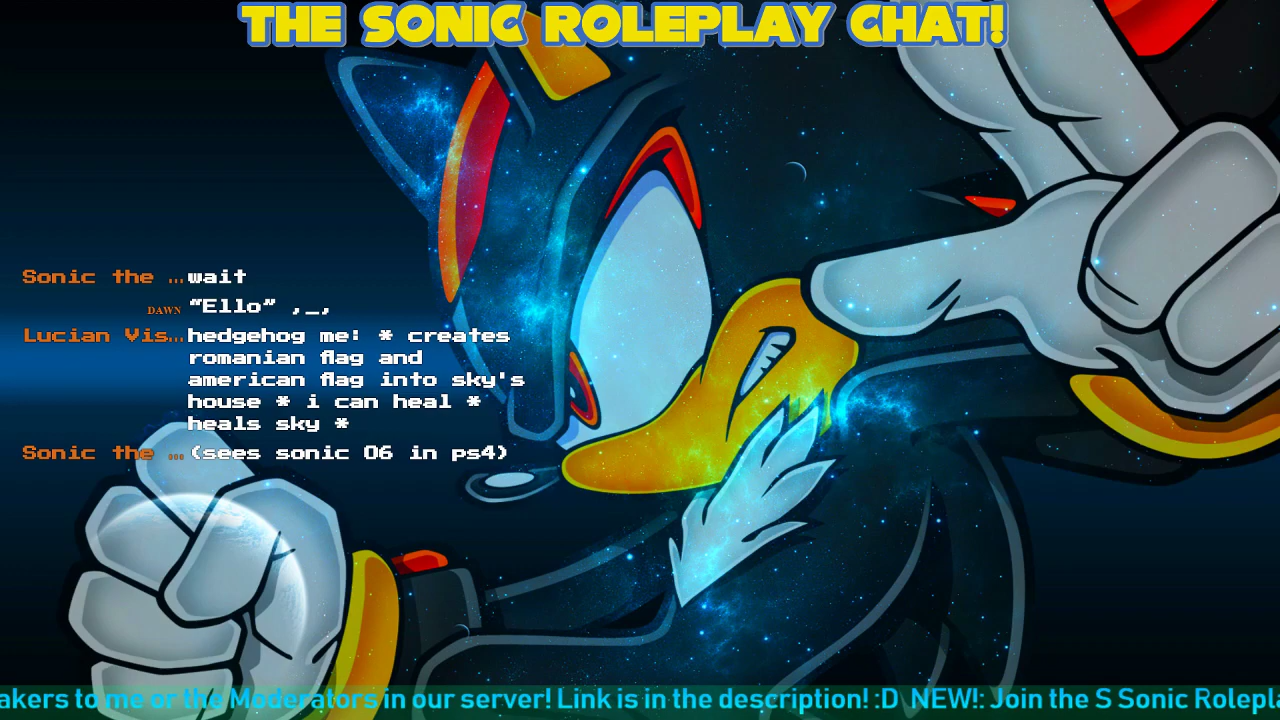 THE SONIC ROLEPLAY CHAT!
Sonic the ...wait
DAWN "Ello" ,_,
Lucian Vis...hedgehog me: * creates
romanian flag and
american flag into sky's
house * i can heal *
heals sky *
Sonic the ...(sees sonic 06 in ps4)
akers to me or the Moderators in our server! Link is in the description! :D NEW!: Join the S Sonic Rolepl